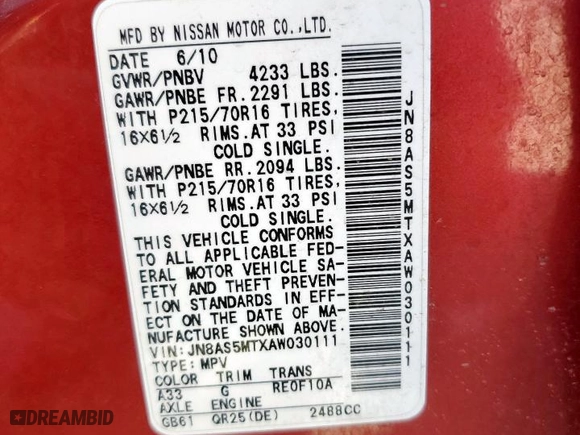 MFD BY NISSAN MOTOR CO.,LTD.
DATE 6/10
GVWR/PNBV 4233 LBS.
GAWR/PNBE FR. 2291 LBS.
WITH P215/70R16 TIRES,
16X6½ RIMS. AT 33 PSI
COLD SINGLE.
GAWR/PNBE RR. 2094 LBS.
WITH P215/70R16 TIRES,
16X6½ RIMS. AT 33 PSI
COLD SINGLE.
THIS VEHICLE CONFORMS
TO ALL APPLICABLE FED-
ERAL MOTOR VEHICLE SA-
FETY AND THEFT PREVEN-
TION STANDARDS IN EFF-
ECT ON THE DATE OF MA-
NUFACTURE SHOWN ABOVE.
VIN: JN8AS5MTXAW030111
TYPE: MPV
COLOR TRIM TRANS
A33 G RE0F10A
AXLE ENGINE
GB61 QR25(DE) 2488CC
JN8AS5MTXAW030111
DREAMBID